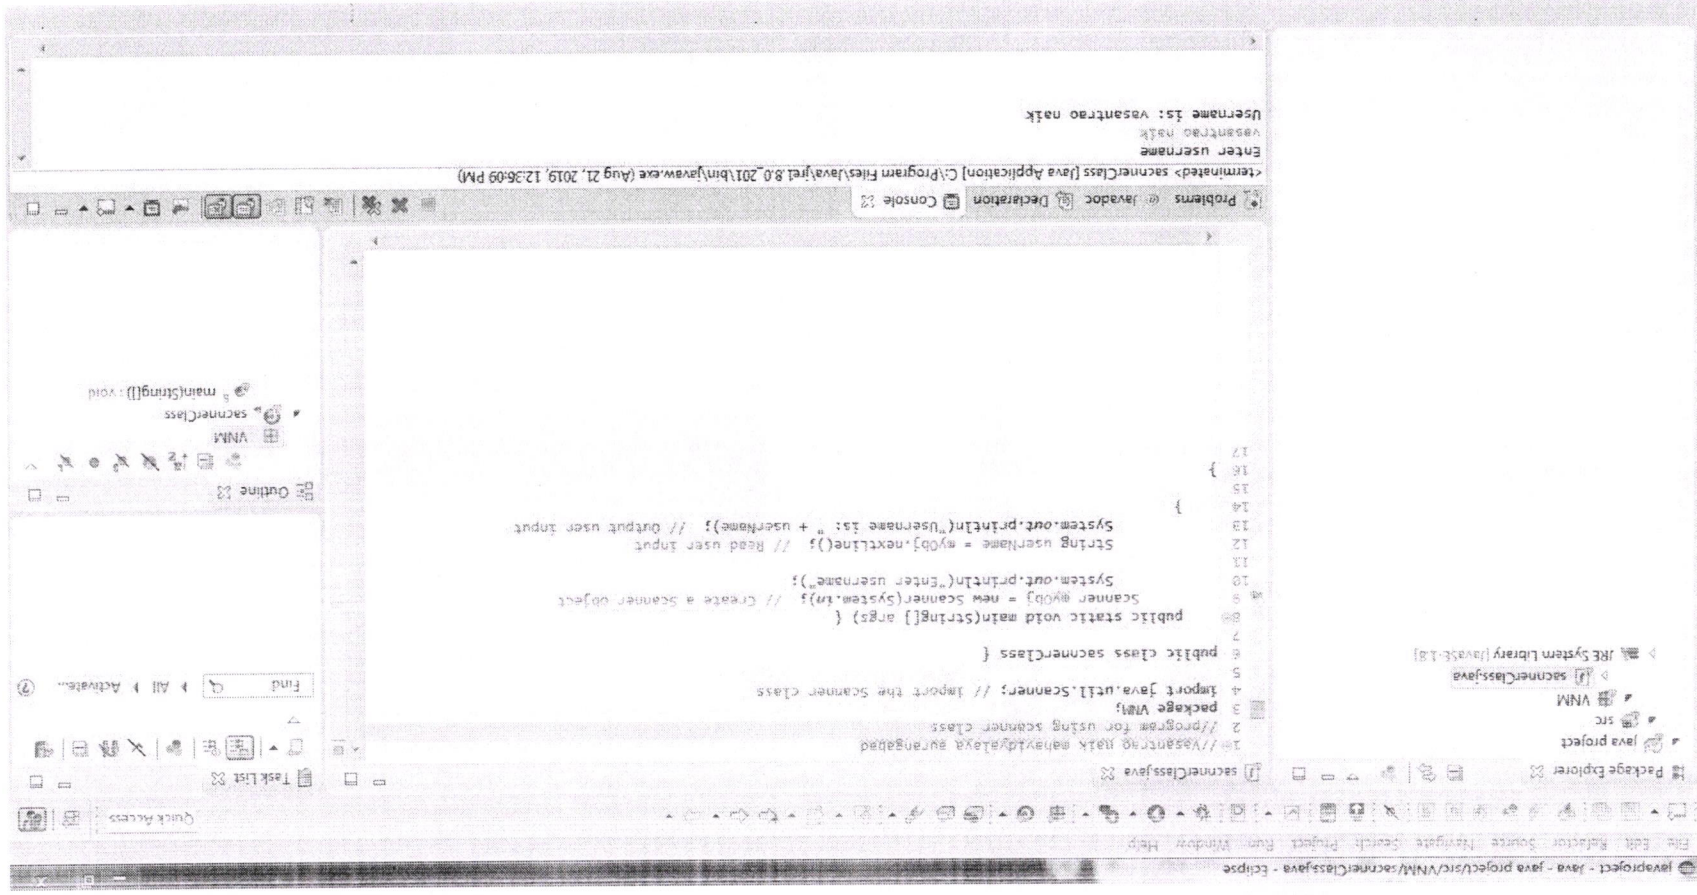 javaproject - Java - java project/src/VNM/sacnnerClass.java - Eclipse
File Edit Refactor Source Navigate Search Project Run Window Help
Quick Access
Package Explorer
java project
src
VNM
sacnnerClass.java
JRE System Library [JavaSE-1.8]
sacnnerClass.java
1 //Vasantrao naik mahavidyalaya aurangabad
2 //program for using scanner class
3 package VNM;
4 import java.util.Scanner; // import the Scanner class
5
6 public class sacnnerClass {
7
8 public static void main(String[] args) {
9 Scanner myObj = new Scanner(System.in); // Create a Scanner object
10 System.out.println("Enter username");
11
12 String userName = myObj.nextLine(); // Read user input
13 System.out.println("Username is: " + userName); // Output user input
14 }
15
16 }
17
Task List
Find All Activate...
Outline
VNM
sacnnerClass
main(String[]) : void
Problems @ Javadoc Declaration Console
<terminated> sacnnerClass [Java Application] C:\Program Files\Java\jre1.8.0_201\bin\javaw.exe (Aug 21, 2019, 12:36:09 PM)
Enter username
vasantrao naik
Username is: vasantrao naik